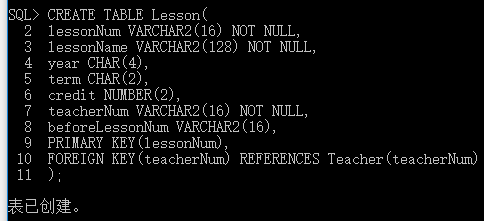 SQL> CREATE TABLE Lesson(
2 lessonNum VARCHAR2(16) NOT NULL,
3 lessonName VARCHAR2(128) NOT NULL,
4 year CHAR(4),
5 term CHAR(2),
6 credit NUMBER(2),
7 teacherNum VARCHAR2(16) NOT NULL,
8 beforeLessonNum VARCHAR2(16),
9 PRIMARY KEY(lessonNum),
10 FOREIGN KEY(teacherNum) REFERENCES Teacher(teacherNum)
11 );
表已创建。